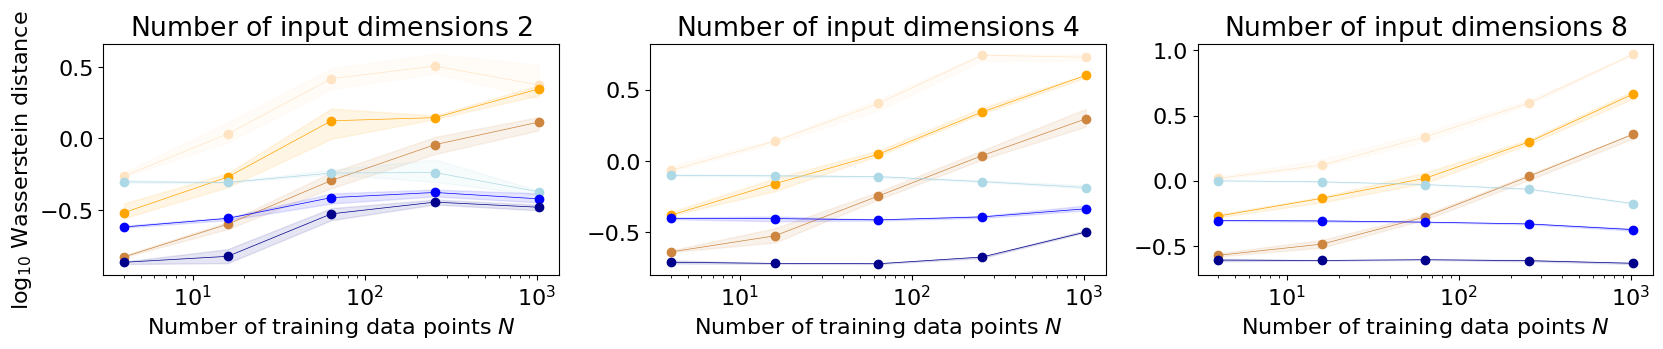 Number of input dimensions 2
Number of input dimensions 4
Number of input dimensions 8
log₁₀ Wasserstein distance
0.5
0.0
−0.5
10¹ 10² 10³
Number of training data points N
0.5
0.0
−0.5
10¹ 10² 10³
Number of training data points N
1.0
0.5
0.0
−0.5
10¹ 10² 10³
Number of training data points N